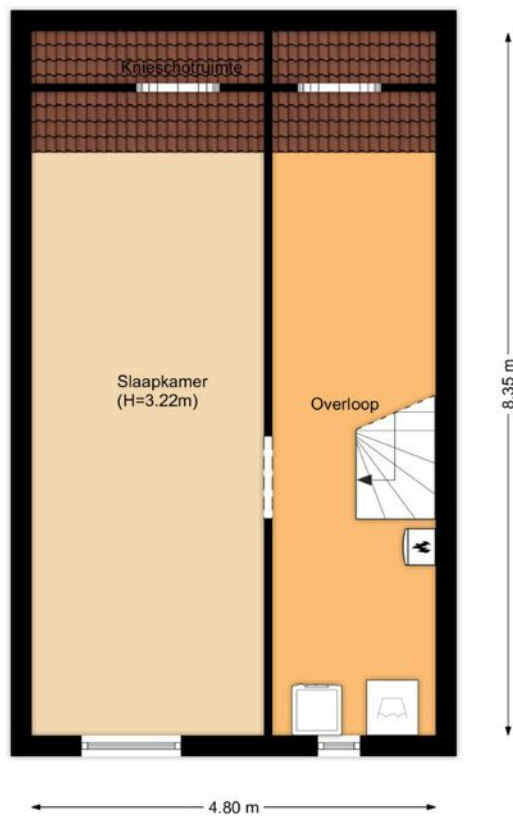 Knieschotruimte
Slaapkamer
(H=3.22m)
Overloop
8.35 m
4.80 m